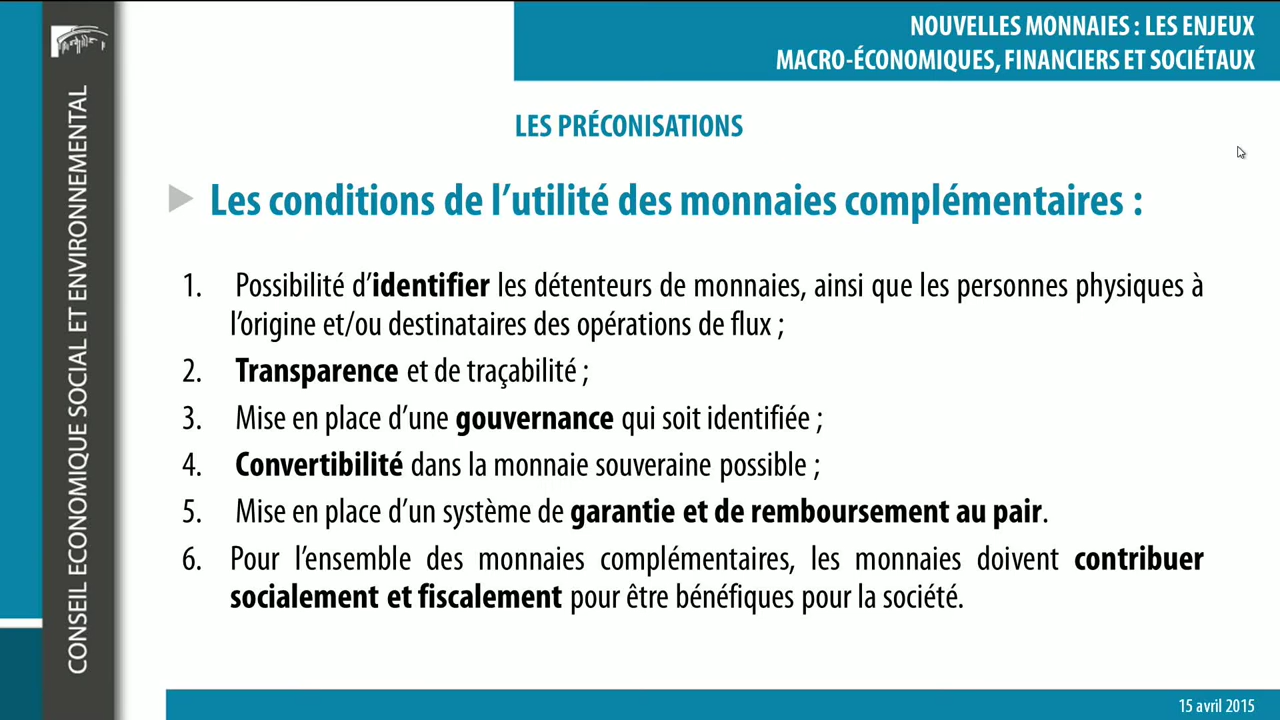 NOUVELLES MONNAIES : LES ENJEUX
MACRO-ÉCONOMIQUES, FINANCIERS ET SOCIÉTAUX
CONSEIL ECONOMIQUE SOCIAL ET ENVIRONNEMENTAL
LES PRÉCONISATIONS
Les conditions de l’utilité des monnaies complémentaires :
1. Possibilité d’identifier les détenteurs de monnaies, ainsi que les personnes physiques à
l’origine et/ou destinataires des opérations de flux ;
2. Transparence et de traçabilité ;
3. Mise en place d’une gouvernance qui soit identifiée ;
4. Convertibilité dans la monnaie souveraine possible ;
5. Mise en place d’un système de garantie et de remboursement au pair.
6. Pour l’ensemble des monnaies complémentaires, les monnaies doivent contribuer
socialement et fiscalement pour être bénéfiques pour la société.
15 avril 2015